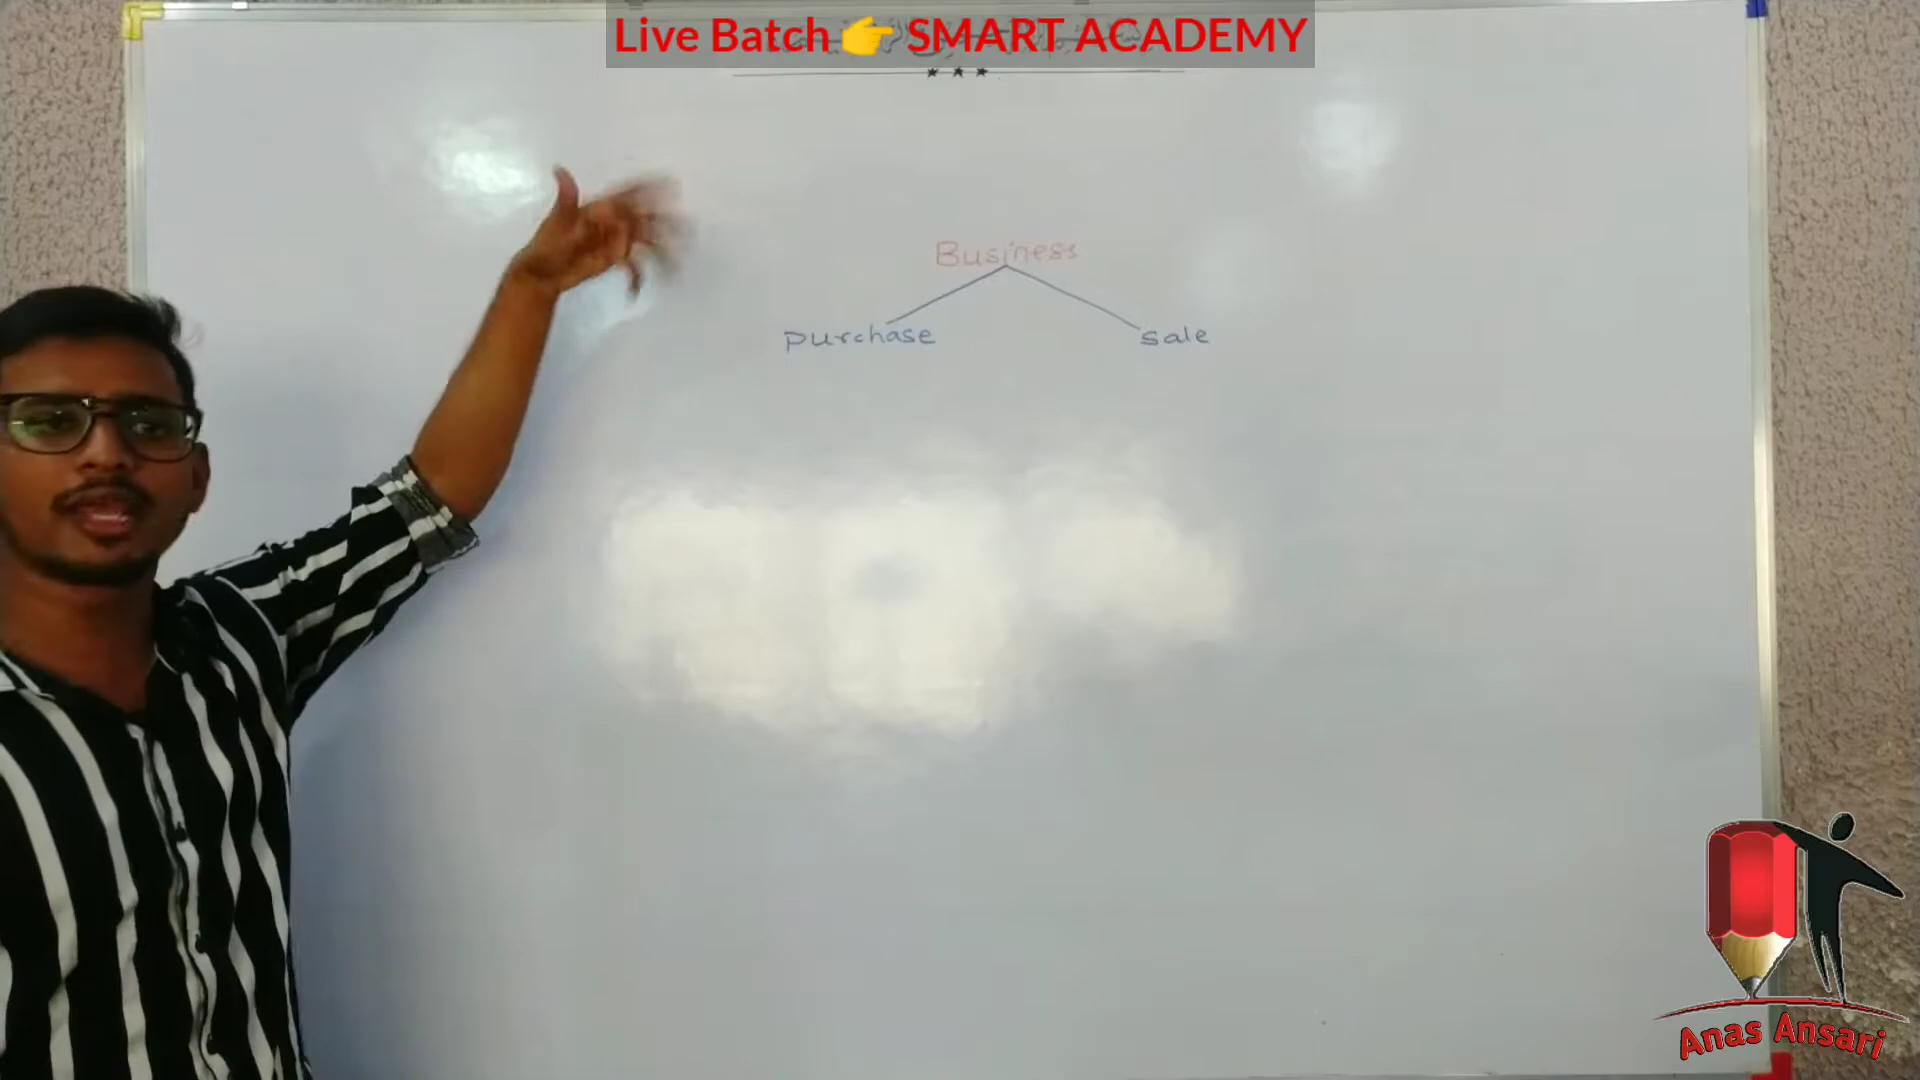 Live Batch 👉 SMART ACADEMY
★ ★ ★
Business
Purchase
sale
Anas Ansari